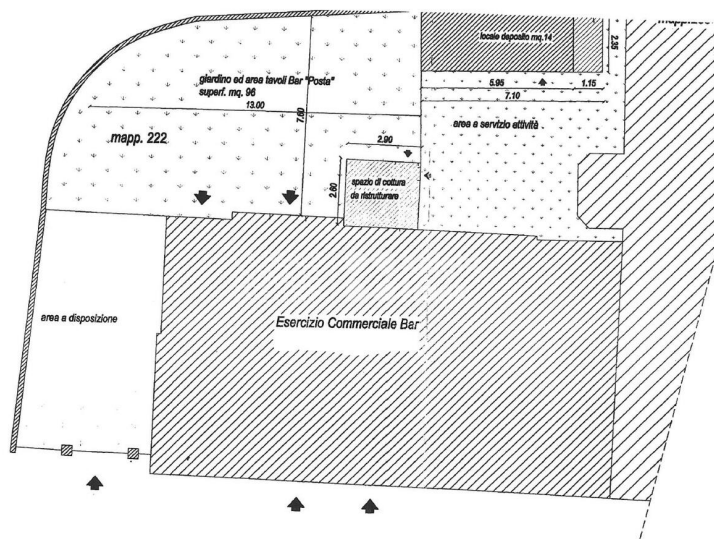 locale deposito mq.14
2.35
giardino ed area tavoli Bar "Posta"
superf. mq. 96
13.00
7.60
5.95
1.15
7.10
area a servizio attività
mapp. 222
2.90
2.60
spazio di cottura
da ristrutturare
area a disposizione
Esercizio Commerciale Bar